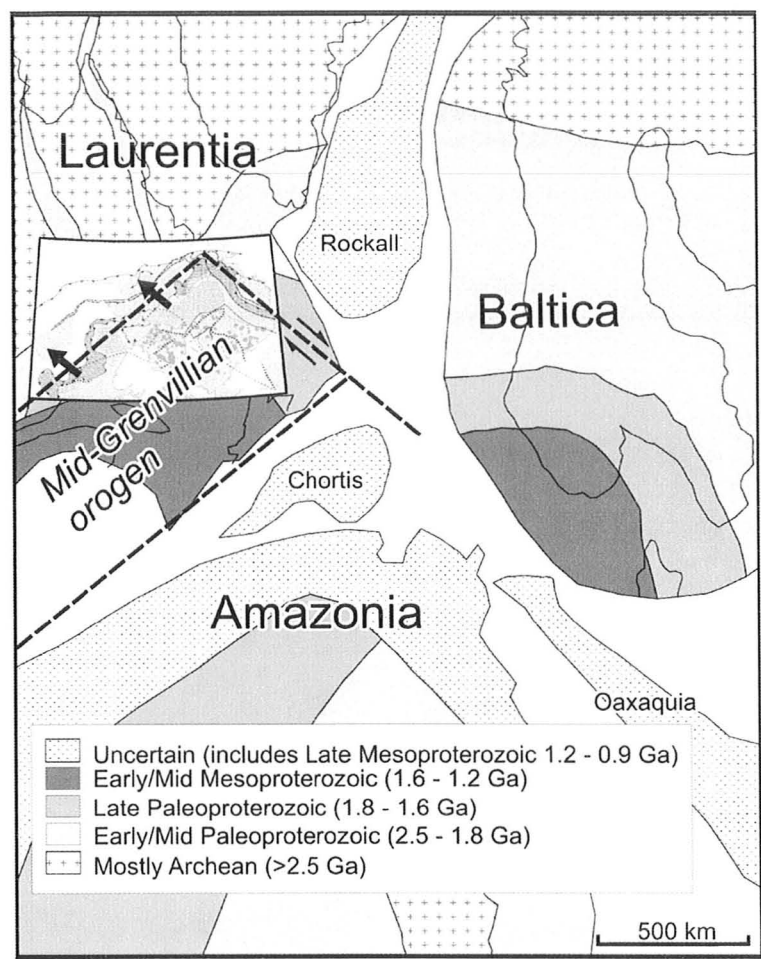 Laurentia
Rockall
Baltica
Mid-Grenvillian
orogen
Chortis
Amazonia
Oaxaquia
Uncertain (includes Late Mesoproterozoic 1.2 - 0.9 Ga)
Early/Mid Mesoproterozoic (1.6 - 1.2 Ga)
Late Paleoproterozoic (1.8 - 1.6 Ga)
Early/Mid Paleoproterozoic (2.5 - 1.8 Ga)
Mostly Archean (>2.5 Ga)
500 km